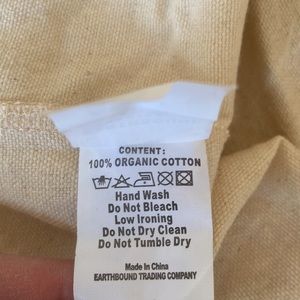 CONTENT:
100% ORGANIC COTTON
Hand Wash
Do Not Bleach
Low Ironing
Do Not Dry Clean
Do Not Tumble Dry
Made In China
EARTHBOUND TRADING COMPANY